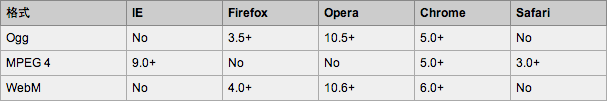 格式 IE Firefox Opera Chrome Safari
Ogg No 3.5+ 10.5+ 5.0+ No
MPEG 4 9.0+ No No 5.0+ 3.0+
WebM No 4.0+ 10.6+ 6.0+ No